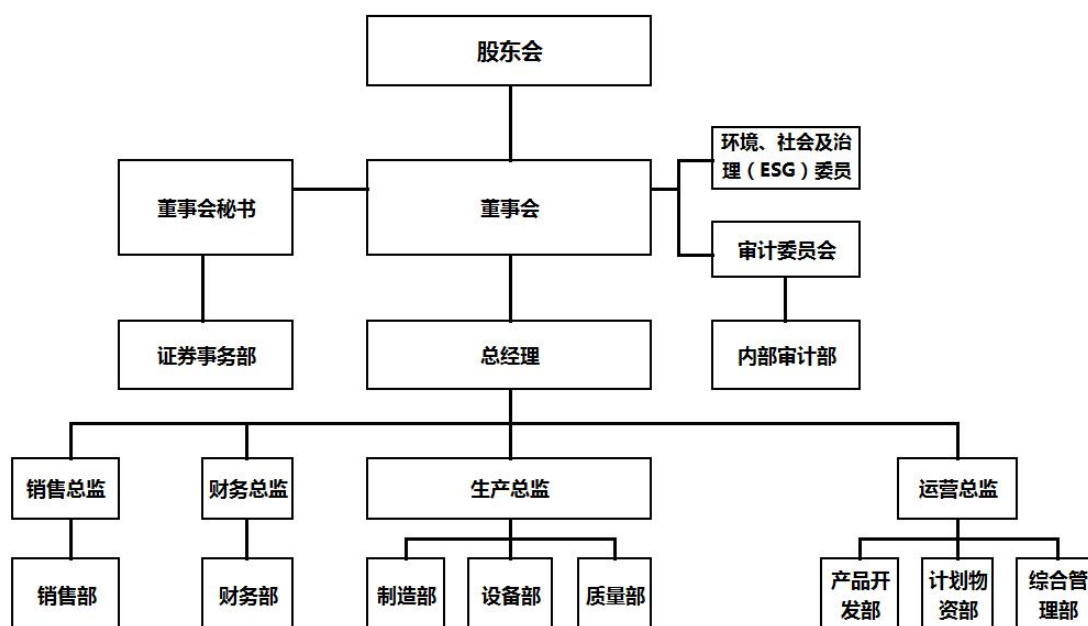 股东会
环境、社会及治
理（ESG）委员
董事会秘书
董事会
审计委员会
证券事务部
总经理
内部审计部
销售总监
财务总监
生产总监
运营总监
销售部
财务部
制造部
设备部
质量部
产品开
发部
计划物
资部
综合管
理部